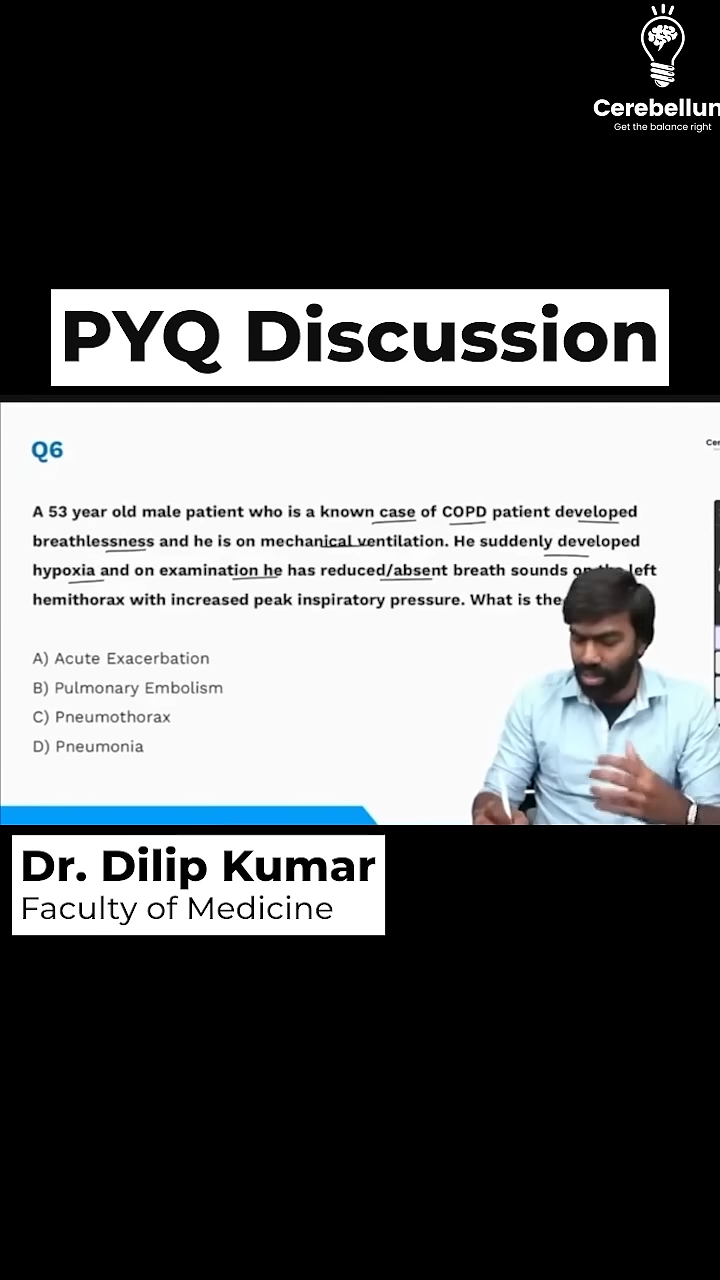 Cerebellum
Get the balance right
PYQ Discussion
Q6
Cer
A 53 year old male patient who is a known case of COPD patient developed
breathlessness and he is on mechanical ventilation. He suddenly developed
hypoxia and on examination he has reduced/absent breath sounds on the left
hemithorax with increased peak inspiratory pressure. What is the
A) Acute Exacerbation
B) Pulmonary Embolism
C) Pneumothorax
D) Pneumonia
Dr. Dilip Kumar
Faculty of Medicine